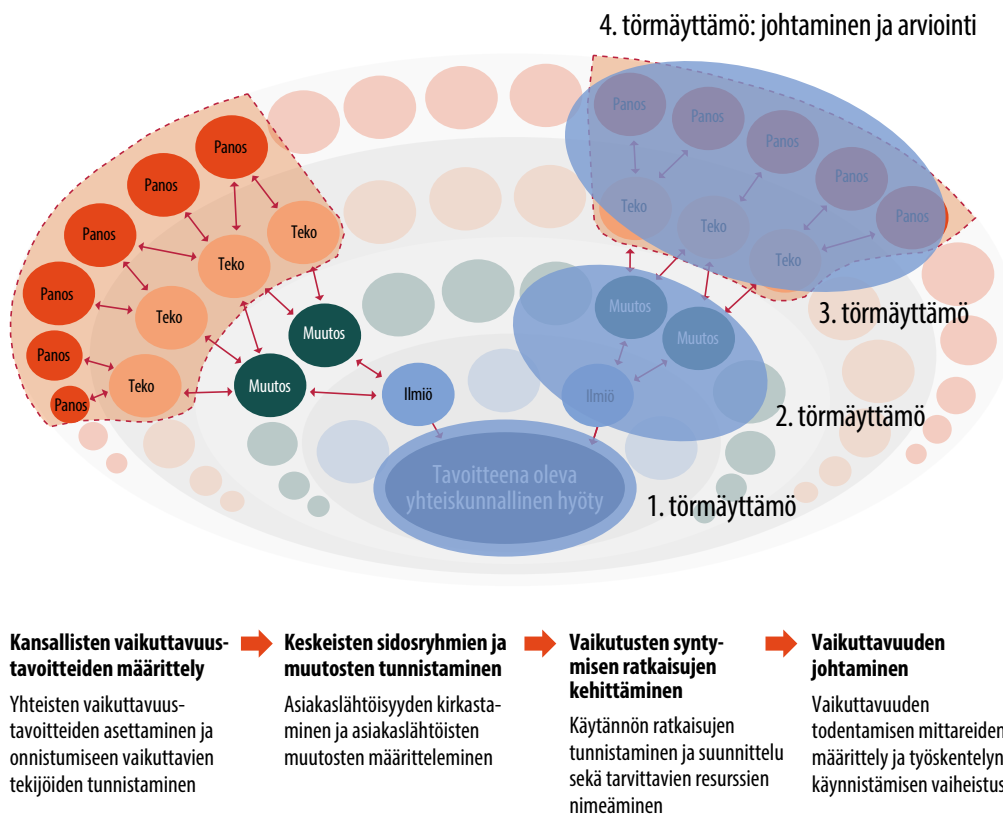 4. törmäyttämö: johtaminen ja arviointi
Panos
Panos
Panos
Panos
Panos
Panos
Teko
Teko
Teko
Teko
Muutos
Muutos
Ilmiö
Panos
Panos
Panos
Panos
Panos
Teko
Teko
Teko
Muutos
Muutos
Ilmiö
3. törmäyttämö
2. törmäyttämö
1. törmäyttämö
Tavoitteena oleva
yhteiskunnallinen hyöty
Kansallisten vaikuttavuus-
tavoitteiden määrittely
Yhteisten vaikuttavuus-
tavoitteiden asettaminen ja
onnistumiseen vaikuttavien
tekijöiden tunnistaminen
Keskeisten sidosryhmien ja
muutosten tunnistaminen
Asiakaslähtöisyyden kirkasta-
minen ja asiakaslähtöisten
muutosten määritteleminen
Vaikutusten synty-
misen ratkaisujen
kehittäminen
Käytännön ratkaisujen
tunnistaminen ja suunnittelu
sekä tarvittavien resurssien
nimeäminen
Vaikuttavuuden
johtaminen
Vaikuttavuuden
todentamisen mittareiden
määrittely ja työskentelyn
käynnistämisen vaiheistus